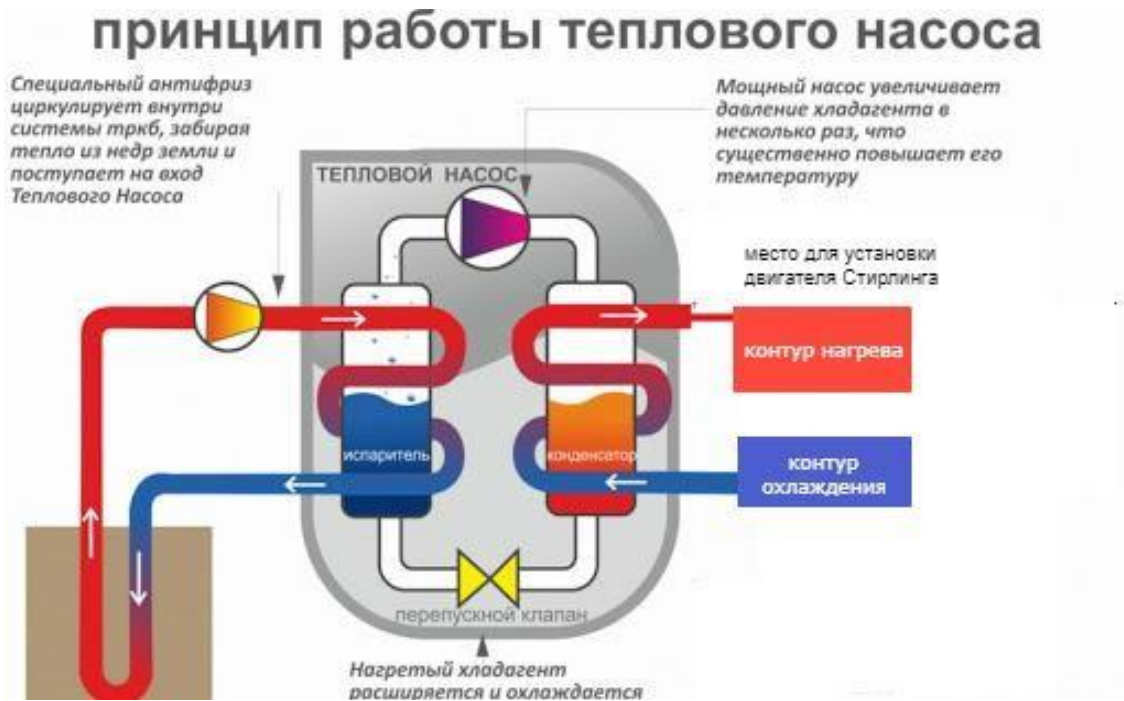 принцип работы теплового насоса
Специальный антифриз
циркулирует внутри
системы тркб, забирая
тепло из недр земли и
поступает на вход
Теплового Насоса
Мощный насос увеличивает
давление хладагента в
несколько раз, что
существенно повышает его
температуру
ТЕПЛОВОЙ НАСОС
место для установки
двигателя Стирлинга
контур нагрева
испаритель
конденсатор
контур
охлаждения
перепускной клапан
Нагретый хладагент
расширяется и охлаждается